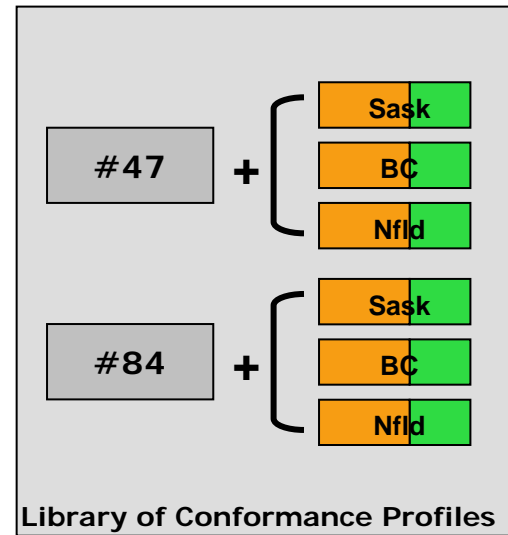 Sask
#47 + BC
Nfld
Sask
#84 + BC
Nfld
Library of Conformance Profiles